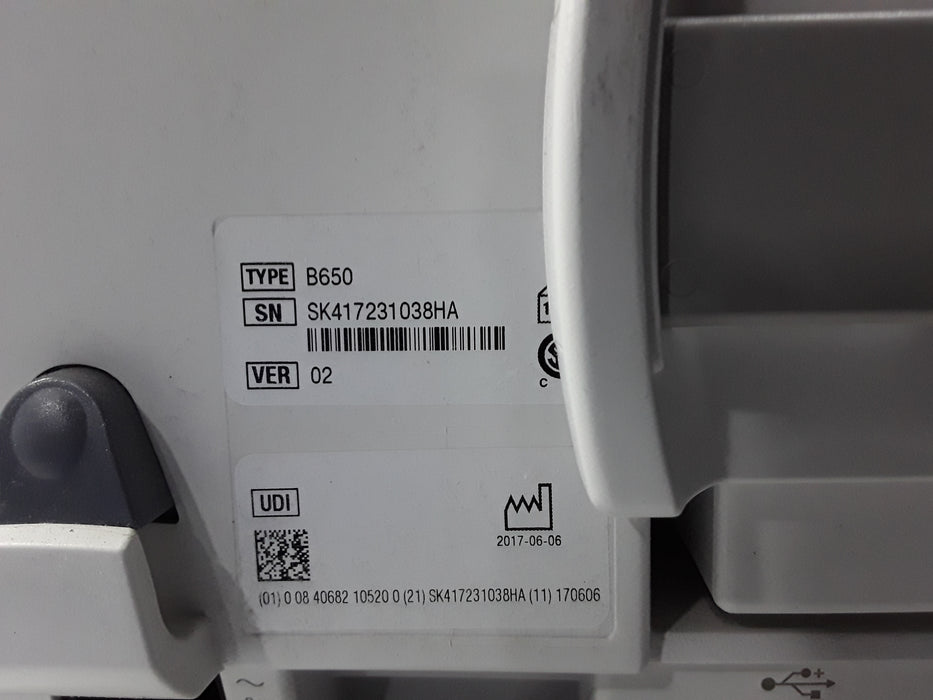 TYPE B650
SN SK417231038HA
VER 02
C
UDI
2017-06-06
(01) 0 08 40682 10520 0 (21) SK417231038HA (11) 170606